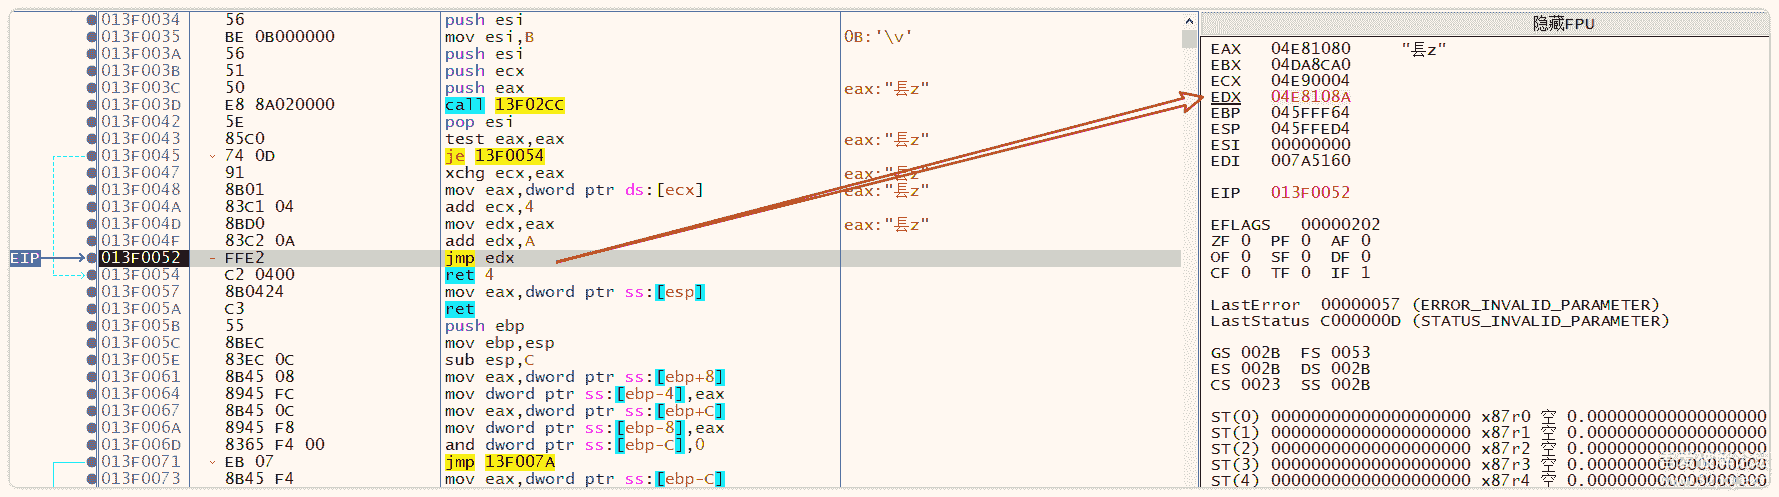 隐藏FPU
013F0034 56 push esi
013F0035 BE 0B000000 mov esi,B 0B:'\v'
013F003A 56 push esi
013F003B 51 push ecx
013F003C 50 push eax eax:"镸z"
013F003D E8 8A020000 call 13F02CC
013F0042 5E pop esi
013F0043 85C0 test eax,eax eax:"镸z"
013F0045 74 0D je 13F0054
013F0047 91 xchg ecx,eax eax:"镸z"
013F0048 8B01 mov eax,dword ptr ds:[ecx] eax:"镸z"
013F004A 83C1 04 add ecx,4
013F004D 8BD0 mov edx,eax eax:"镸z"
013F004F 83C2 0A add edx,A
EIP 013F0052 FFE2 jmp edx
013F0054 C2 0400 ret 4
013F0057 8B0424 mov eax,dword ptr ss:[esp]
013F005A C3 ret
013F005B 55 push ebp
013F005C 8BEC mov ebp,esp
013F005E 83EC 0C sub esp,C
013F0061 8B45 08 mov eax,dword ptr ss:[ebp+8]
013F0064 8945 FC mov dword ptr ss:[ebp-4],eax
013F0067 8B45 0C mov eax,dword ptr ss:[ebp+C]
013F006A 8945 F8 mov dword ptr ss:[ebp-8],eax
013F006D 8365 F4 00 and dword ptr ss:[ebp-C],0
013F0071 EB 07 jmp 13F007A
013F0073 8B45 F4 mov eax,dword ptr ss:[ebp-C]
EAX 04E81080 "镸z"
EBX 04DA8CA0
ECX 04E90004
EDX 04E8108A
EBP 045FFF64
ESP 045FFED4
ESI 00000000
EDI 007A5160
EIP 013F0052
EFLAGS 00000202
ZF 0 PF 0 AF 0
OF 0 SF 0 DF 0
CF 0 TF 0 IF 1
LastError 00000057 (ERROR_INVALID_PARAMETER)
LastStatus C000000D (STATUS_INVALID_PARAMETER)
GS 002B FS 0053
ES 002B DS 002B
CS 0023 SS 002B
ST(0) 00000000000000000000 x87r0 空 0.000000000000000000
ST(1) 00000000000000000000 x87r1 空 0.000000000000000000
ST(2) 00000000000000000000 x87r2 空 0.000000000000000000
ST(3) 00000000000000000000 x87r3 空
ST(4) 00000000000000000000 x87r4 空